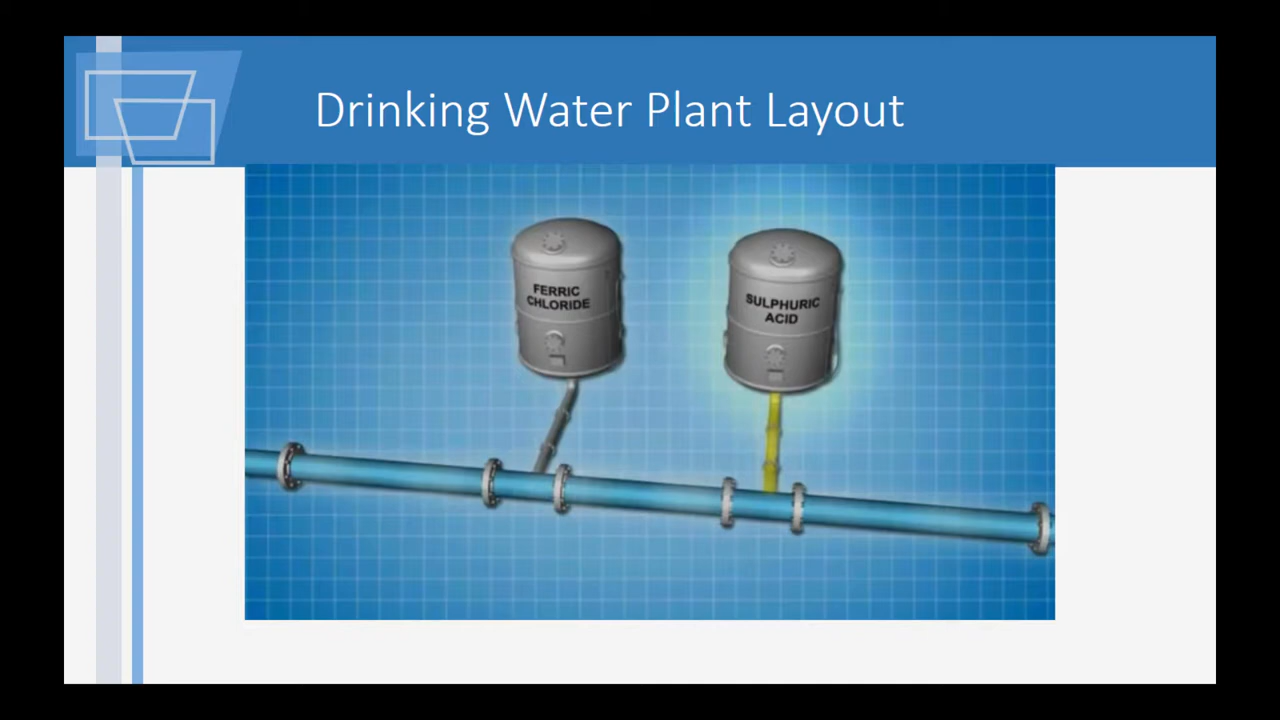 Drinking Water Plant Layout
FERRIC
CHLORIDE
SULPHURIC
ACID